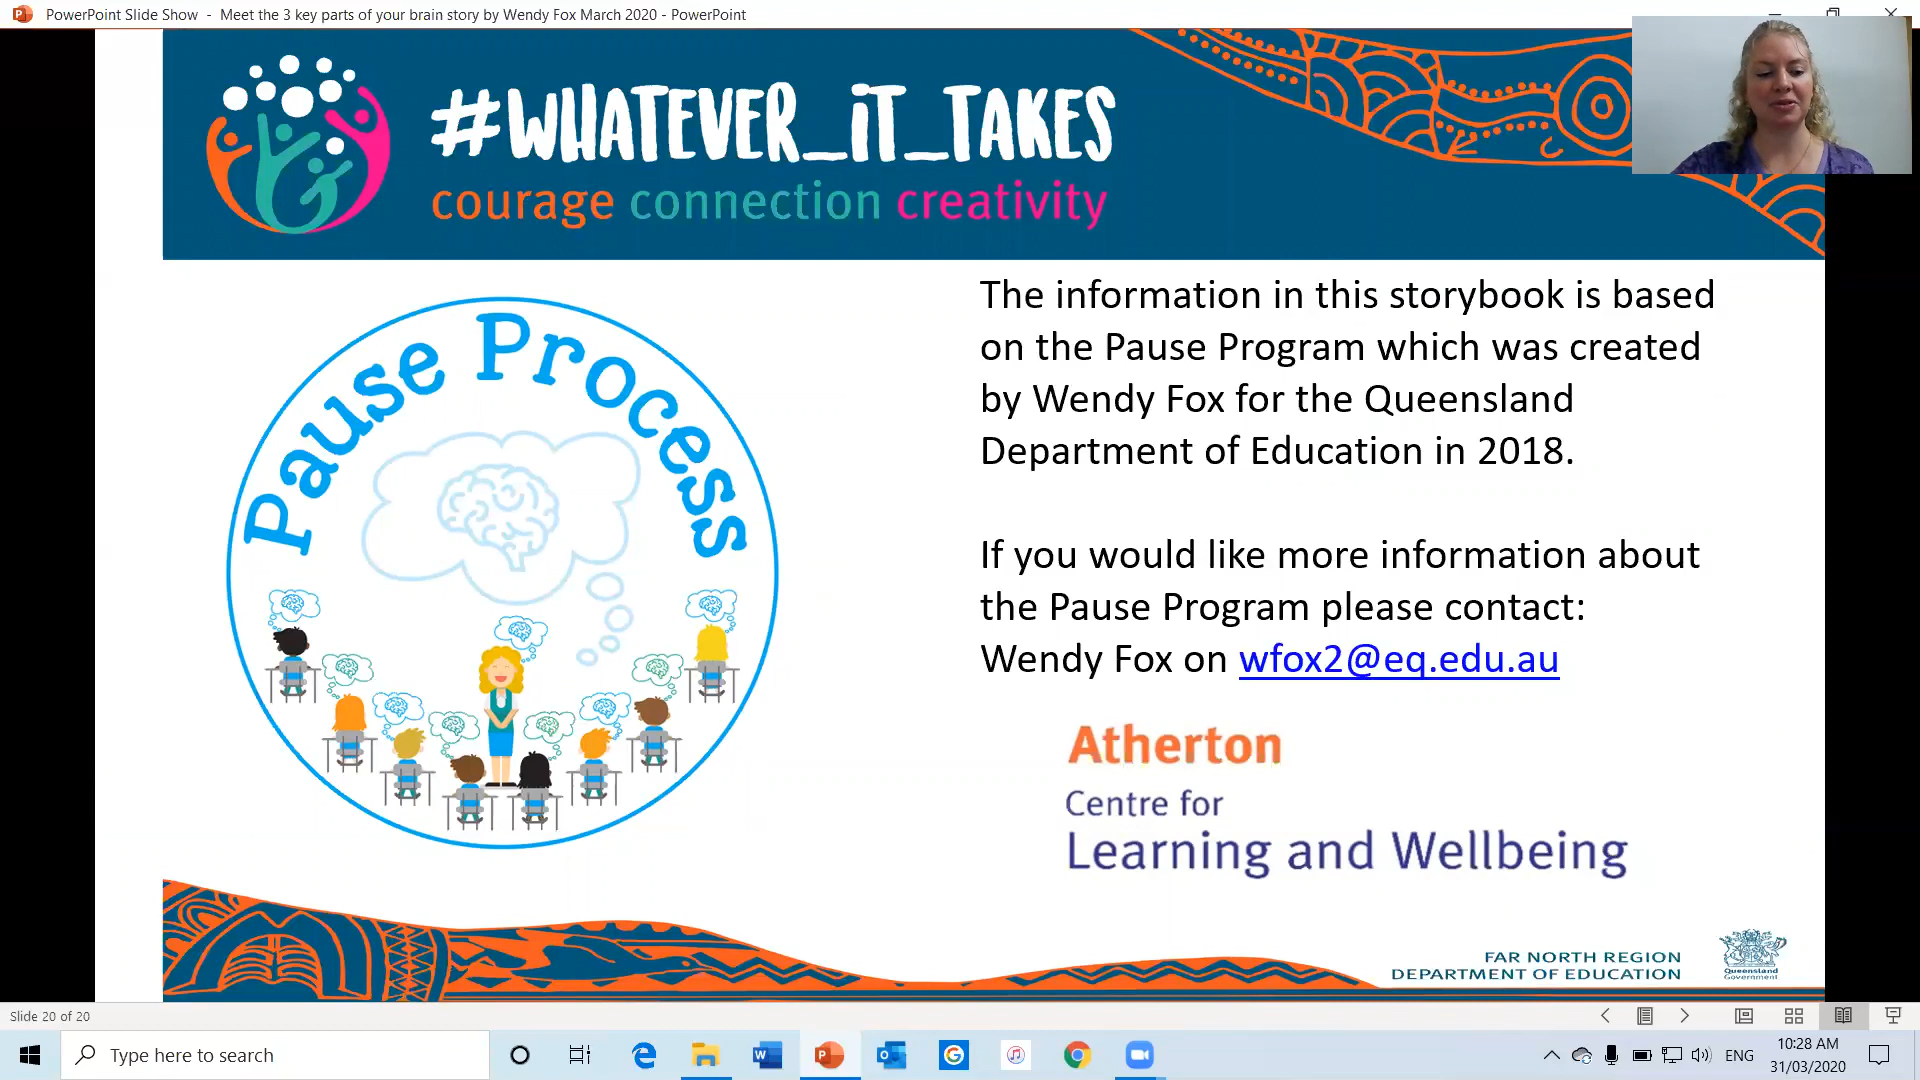 PowerPoint Slide Show - Meet the 3 key parts of your brain story by Wendy Fox March 2020 - PowerPoint
#WHATEVER_iT_TAKES
courage connection creativity
Pause Process
The information in this storybook is based
on the Pause Program which was created
by Wendy Fox for the Queensland
Department of Education in 2018.
If you would like more information about
the Pause Program please contact:
Wendy Fox on wfox2@eq.edu.au
Atherton
Centre for
Learning and Wellbeing
FAR NORTH REGION
DEPARTMENT OF EDUCATION
Queensland
Government
Slide 20 of 20
Type here to search
ENG
10:28 AM
31/03/2020